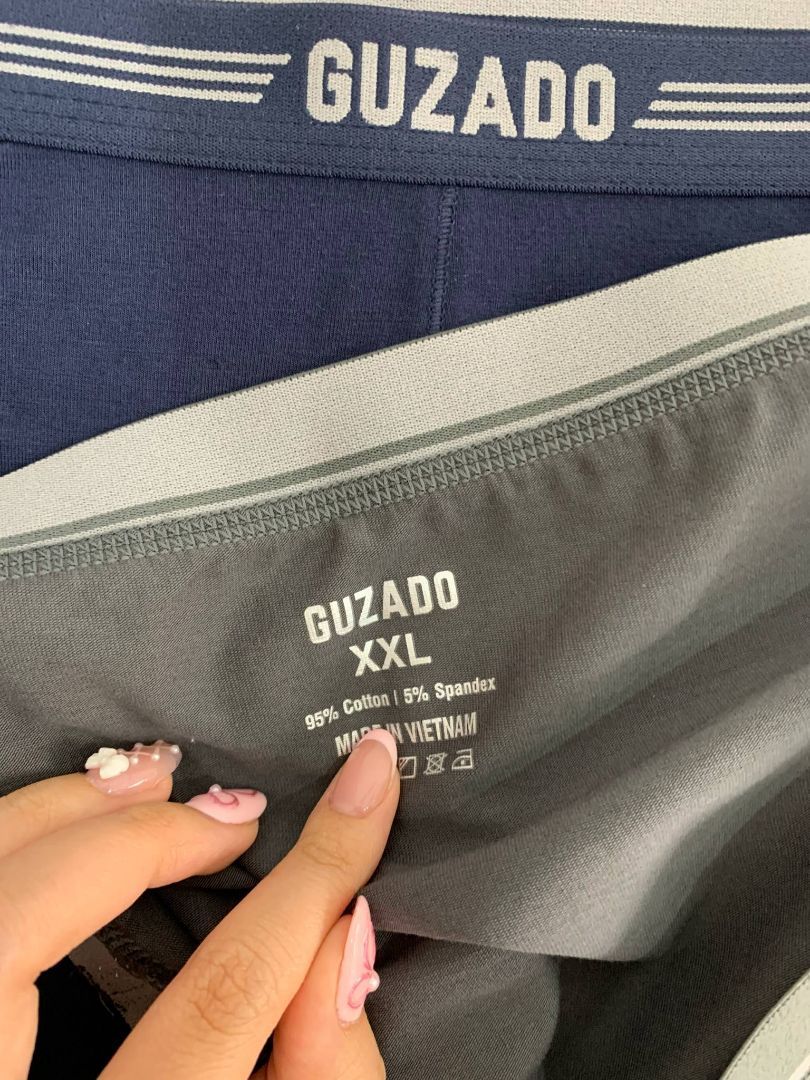 GUZADO
GUZADO
XXL
95% Cotton | 5% Spandex
MADE IN VIETNAM